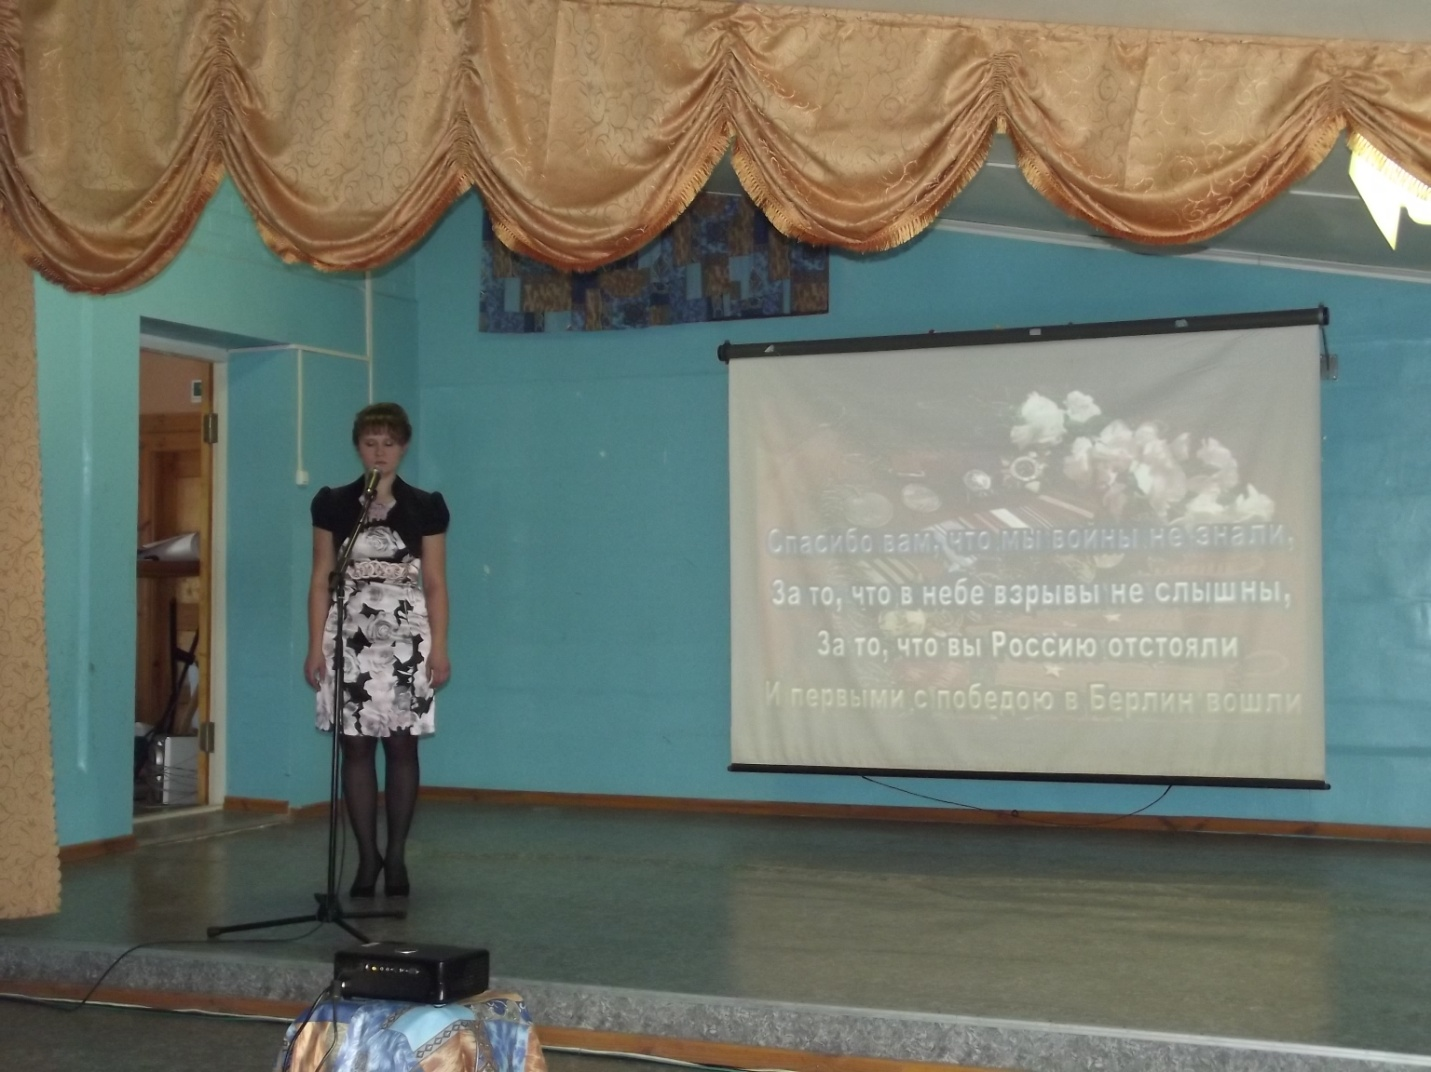 Спасибо вам, что мы войны не знали,
За то, что в небе взрывы не слышны,
За то, что вы Россию отстояли
И первыми с победою в Берлин вошли